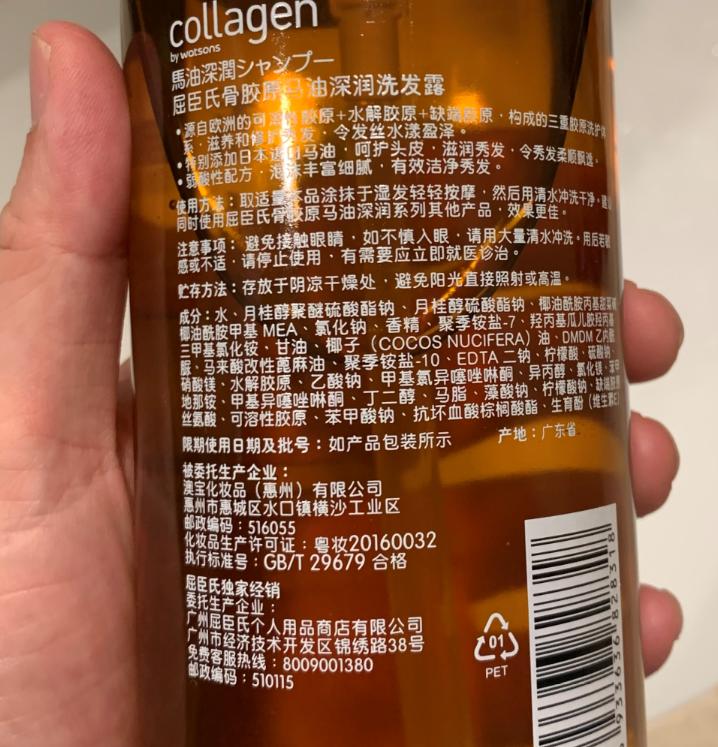 collagen
by watsons
馬油深潤シャンプー
屈臣氏骨胶原马油深润洗发露
• 源自欧洲的可溶性胶原+水解胶原+缺端胶原，构成的三重胶原洗护体
系，滋养和修护秀发，令发丝水漾盈泽。
• 特别添加日本进口马油，呵护头皮，滋润秀发，令秀发柔顺飘逸。
• 弱酸性配方，泡沫丰富细腻，有效洁净秀发。
使用方法：取适量产品涂抹于湿发轻轻按摩，然后用清水冲洗干净。建议
同时使用屈臣氏骨胶原马油深润系列其他产品，效果更佳。
注意事项：避免接触眼睛，如不慎入眼，请用大量清水冲洗。用后若敏
感或不适，请停止使用，有需要应立即就医诊治。
贮存方法：存放于阴凉干燥处，避免阳光直接照射或高温。
成分：水、月桂醇聚醚硫酸酯钠、月桂醇硫酸酯钠、椰油酰胺丙基甜菜碱、
椰油酰胺甲基 MEA、氯化钠、香精、聚季铵盐-7、羟丙基瓜儿胶羟丙基
三甲基氯化铵、甘油、椰子（COCOS NUCIFERA）油、DMDM 乙内酰
脲、马来酸改性蓖麻油、聚季铵盐-10、EDTA 二钠、柠檬酸、硫酸钠、
硝酸镁、水解胶原、乙酸钠、甲基氯异噻唑啉酮、异丙醇、氯化镁、苯甲
地那铵、甲基异噻唑啉酮、丁二醇、马脂、藻酸钠、柠檬酸钠、缺端胶原、
丝氨酸、可溶性胶原、苯甲酸钠、抗坏血酸棕榈酸酯、生育酚（维生素E）
限期使用日期及批号：如产品包装所示 产地：广东省
被委托生产企业：
澳宝化妆品（惠州）有限公司
惠州市惠城区水口镇横沙工业区
邮政编码：516055
化妆品生产许可证：粤妆20160032
执行标准号：GB/T 29679 合格
屈臣氏独家经销
委托生产企业：
广州屈臣氏个人用品商店有限公司
广州市经济技术开发区锦绣路38号
免费客服热线：8009001380
邮政编码：510115
01
PET
933636 828318